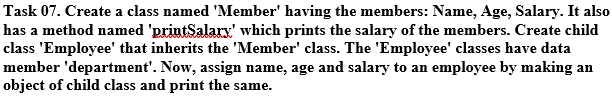 Task 07. Create a class named 'Member' having the members: Name, Age, Salary. It also
has a method named 'printSalary' which prints the salary of the members. Create child
class 'Employee' that inherits the 'Member' class. The 'Employee' classes have data
member 'department'. Now, assign name, age and salary to an employee by making an
object of child class and print the same.